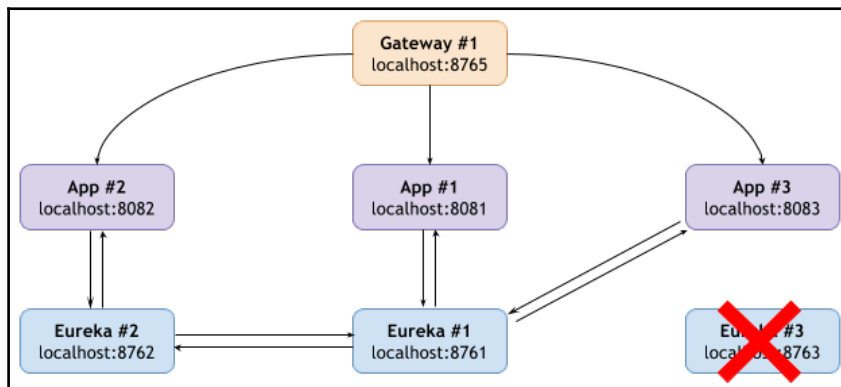 Gateway #1
localhost:8765
App #2
localhost:8082
App #1
localhost:8081
App #3
localhost:8083
Eureka #2
localhost:8762
Eureka #1
localhost:8761
#3
:8763